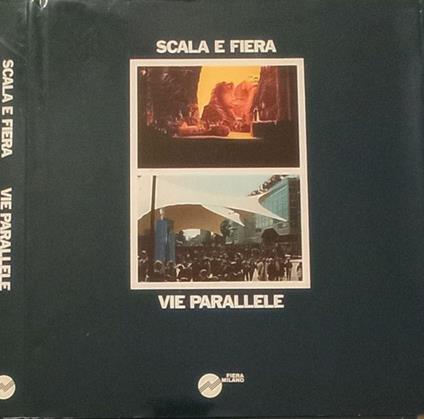 SCALA E FIERA
VIE PARALLELE
FIERA
MILANO
SCALA E FIERA VIE PARALLELE